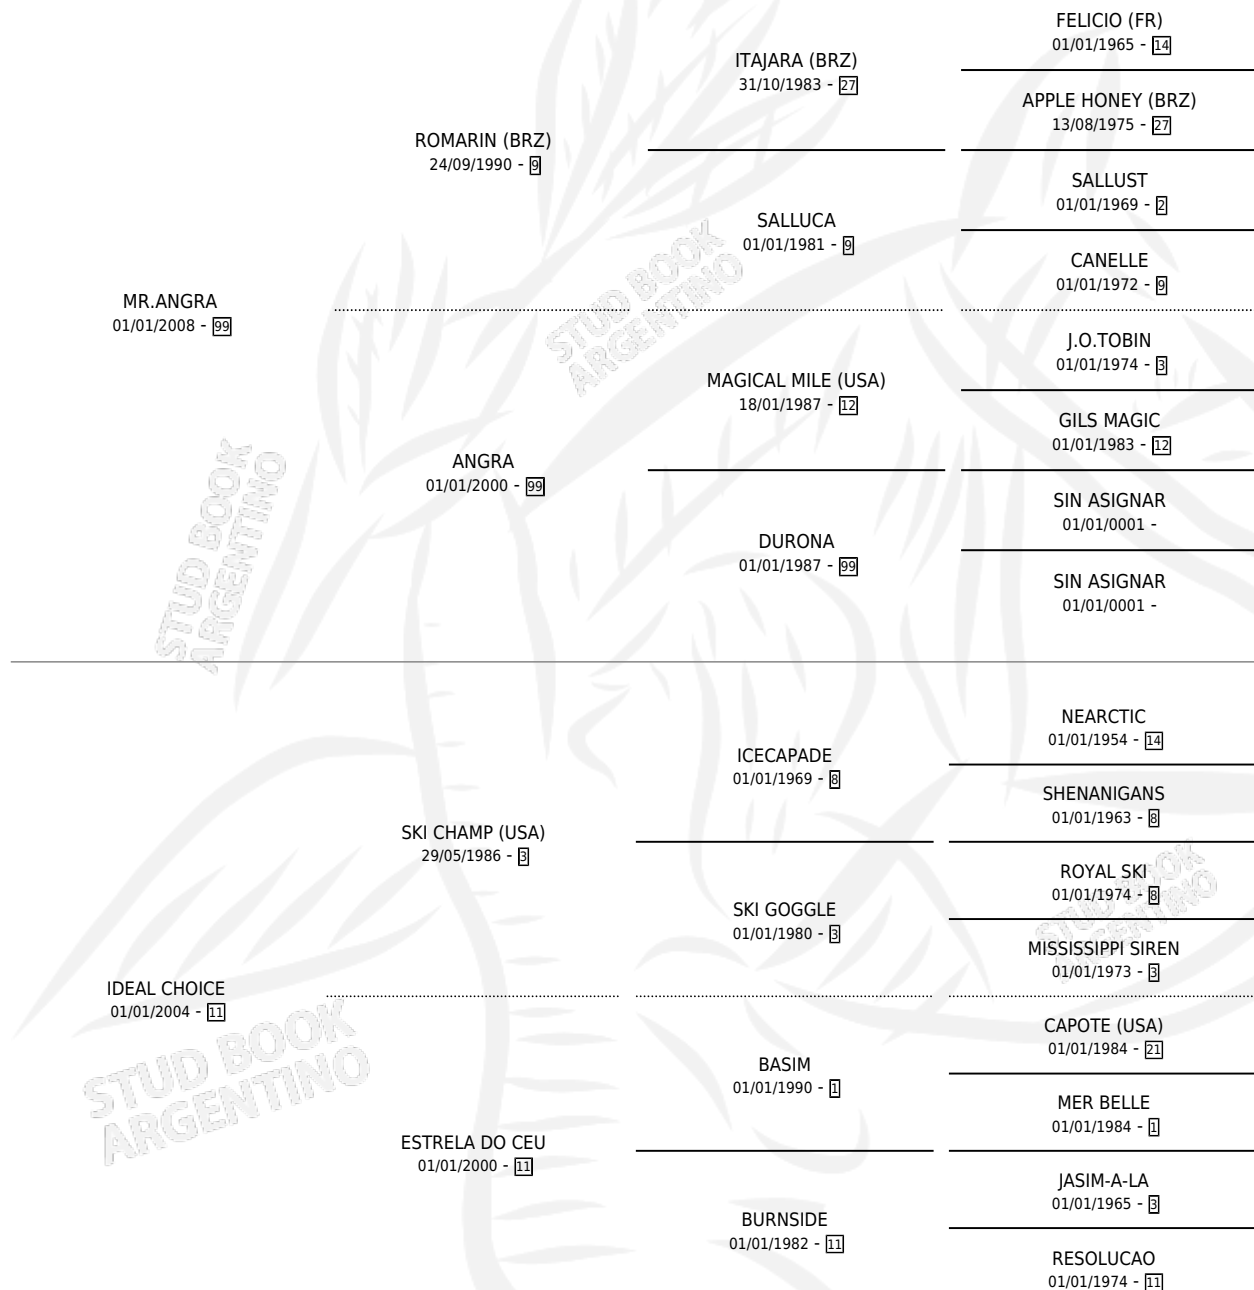 FELICIO (FR)
01/01/1965 - 14
ITAJARA (BRZ)
31/10/1983 - 27
APPLE HONEY (BRZ)
13/08/1975 - 27
ROMARIN (BRZ)
24/09/1990 - 9
SALLUST
01/01/1969 - 2
SALLUCA
01/01/1981 - 9
CANELLE
01/01/1972 - 9
MR.ANGRA
01/01/2008 - 99
J.O.TOBIN
01/01/1974 - 3
MAGICAL MILE (USA)
18/01/1987 - 12
GILS MAGIC
01/01/1983 - 12
ANGRA
01/01/2000 - 99
SIN ASIGNAR
01/01/0001 -
DURONA
01/01/1987 - 99
SIN ASIGNAR
01/01/0001 -
STUD BOOK
ARGENTINO
STUD BOOK
ARGENTINO
NEARCTIC
01/01/1954 - 14
ICECAPADE
01/01/1969 - 8
SHENANIGANS
01/01/1963 - 8
SKI CHAMP (USA)
29/05/1986 - 3
ROYAL SKI
01/01/1974 - 8
SKI GOGGLE
01/01/1980 - 3
MISSISSIPPI SIREN
01/01/1973 - 3
IDEAL CHOICE
01/01/2004 - 11
CAPOTE (USA)
01/01/1984 - 21
BASIM
01/01/1990 - 1
MER BELLE
01/01/1984 - 1
ESTRELA DO CEU
01/01/2000 - 11
JASIM-A-LA
01/01/1965 - 3
BURNSIDE
01/01/1982 - 11
RESOLUCAO
01/01/1974 - 11
STUD BOOK
ARGENTINO
STUD BOOK
ARGENTINO